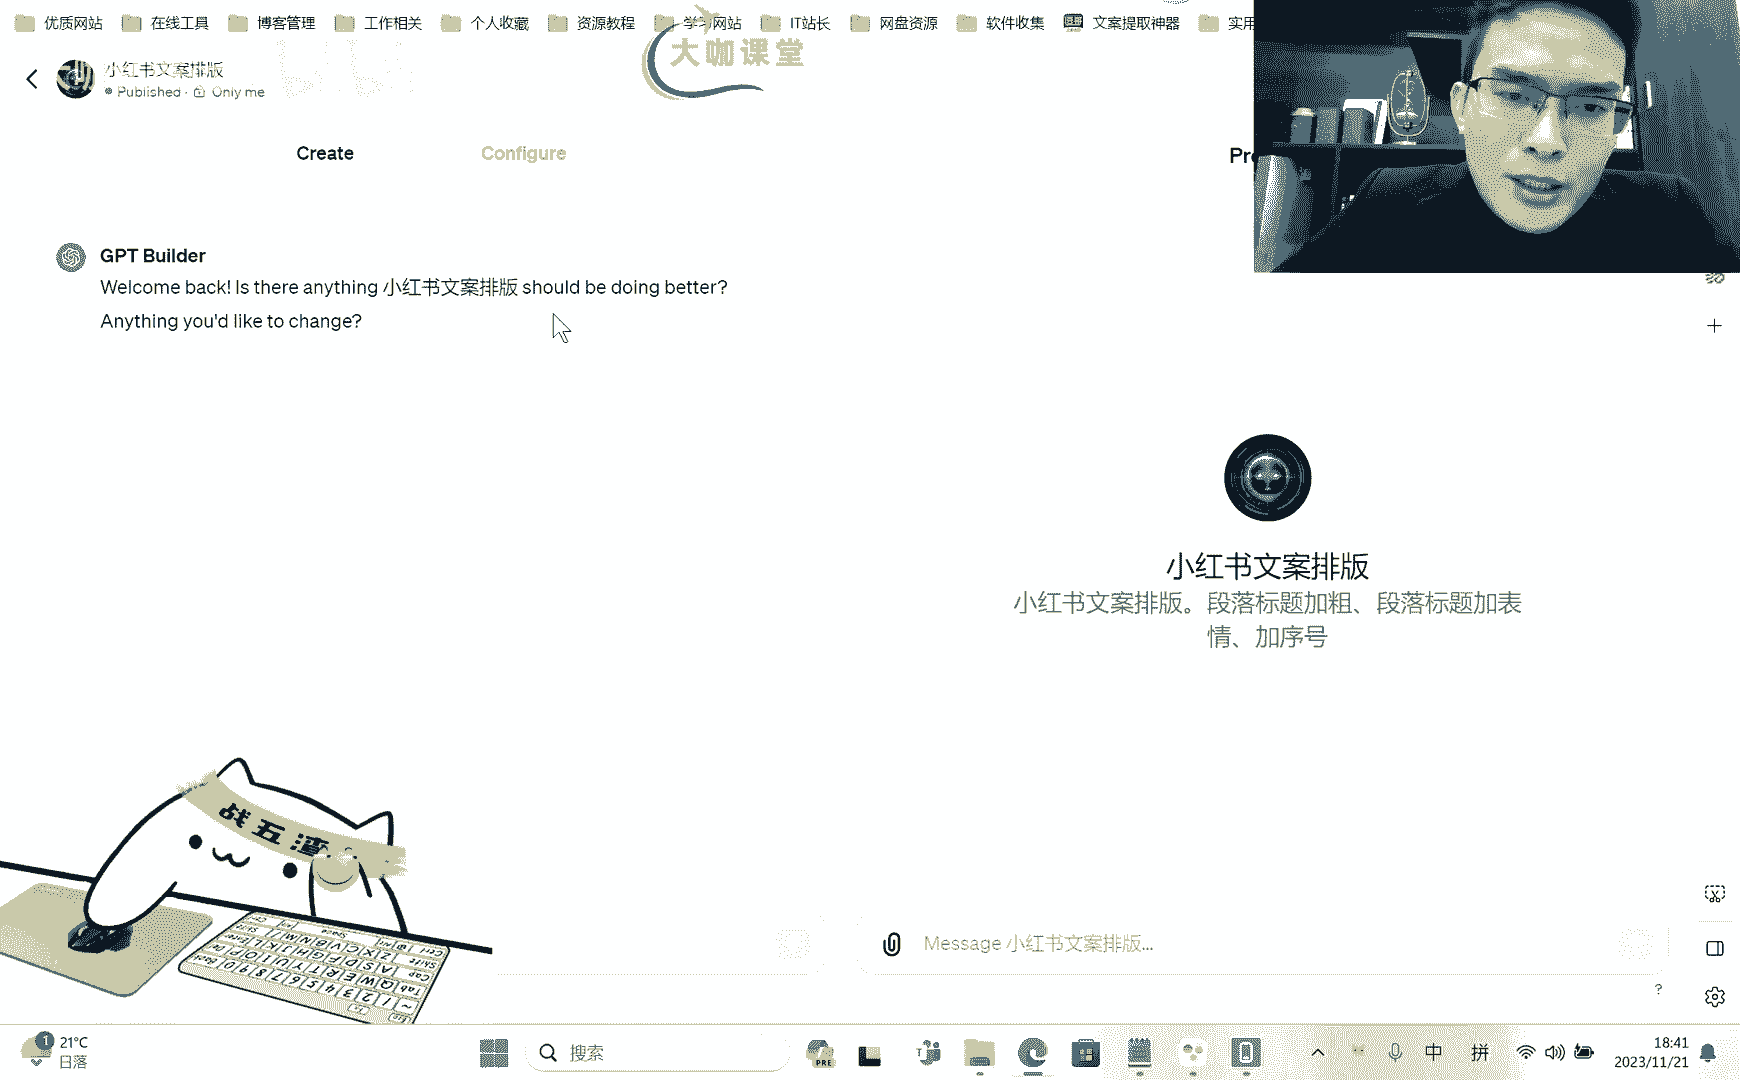 优质网站
在线工具
博客管理
工作相关
个人收藏
资源教程
学习网站
IT站长
网盘资源
软件收集
文案提取神器
实用
大咖课堂
小红书文案排版
Published · Only me
Create
Configure
Pre
GPT Builder
Welcome back! Is there anything 小红书文案排版 should be doing better?
Anything you'd like to change?
小红书文案排版
小红书文案排版。段落标题加粗、段落标题加表
情、加序号
战五渣
Message 小红书文案排版...
?
1
21°C
日落
搜索
PRE
中
拼
18:41
2023/11/21